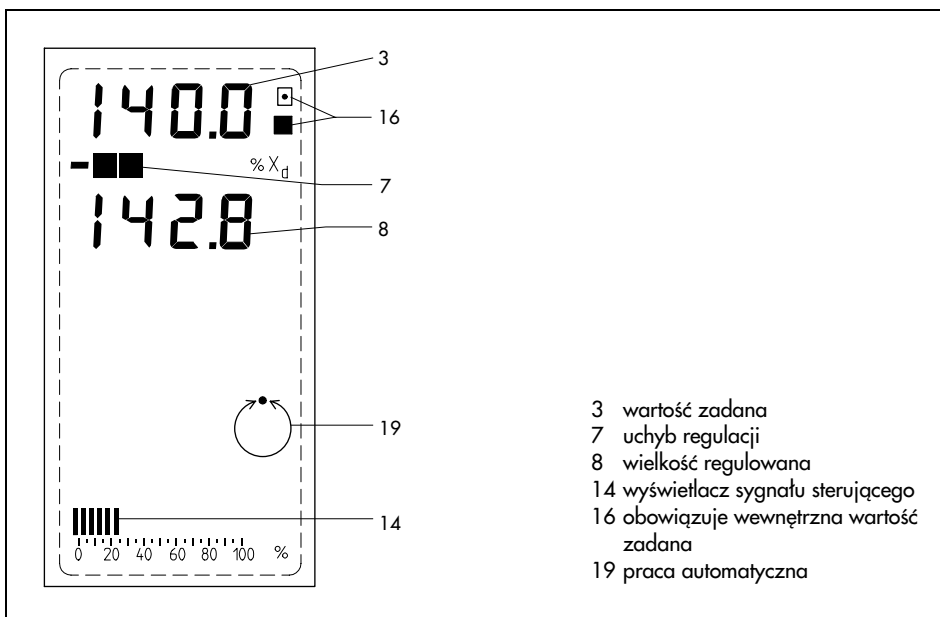 140.0
3
16
% Xd
7
142.8
8
19
14
0 20 40 60 80 100 %
3 wartość zadana
7 uchyb regulacji
8 wielkość regulowana
14 wyświetlacz sygnału sterującego
16 obowiązuje wewnętrzna wartość
zadana
19 praca automatyczna